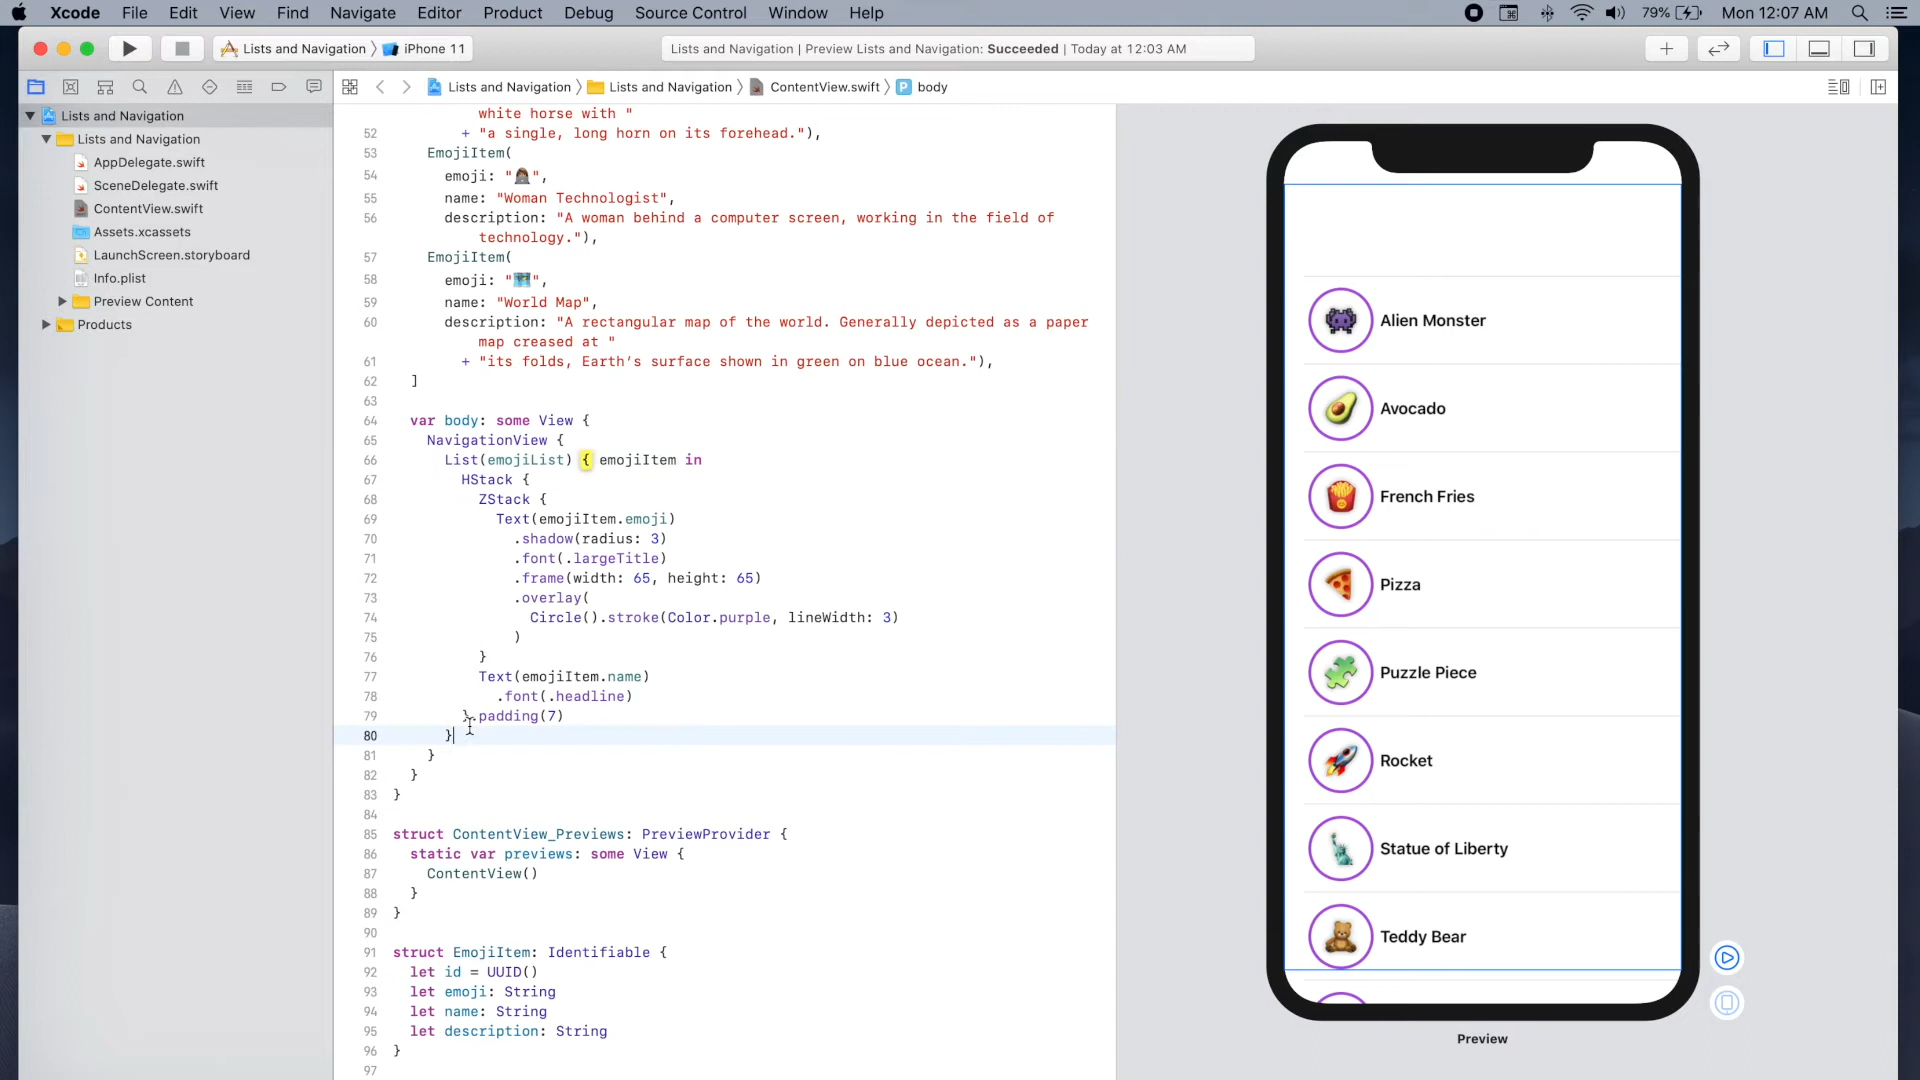 Xcode File Edit View Find Navigate Editor Product Debug Source Control Window Help 79% Mon 12:07 AM
Lists and Navigation iPhone 11 Lists and Navigation | Preview Lists and Navigation: Succeeded | Today at 12:03 AM
Lists and Navigation Lists and Navigation ContentView.swift body
Lists and Navigation
Lists and Navigation
AppDelegate.swift
SceneDelegate.swift
ContentView.swift
Assets.xcassets
LaunchScreen.storyboard
Info.plist
Preview Content
Products
white horse with "
52 + "a single, long horn on its forehead."),
53 EmojiItem(
54 emoji: "👩🏽‍💻",
55 name: "Woman Technologist",
56 description: "A woman behind a computer screen, working in the field of
technology."),
57 EmojiItem(
58 emoji: "🗺",
59 name: "World Map",
60 description: "A rectangular map of the world. Generally depicted as a paper
map creased at "
61 + "its folds, Earth’s surface shown in green on blue ocean."),
62 ]
63
64 var body: some View {
65 NavigationView {
66 List(emojiList) { emojiItem in
67 HStack {
68 ZStack {
69 Text(emojiItem.emoji)
70 .shadow(radius: 3)
71 .font(.largeTitle)
72 .frame(width: 65, height: 65)
73 .overlay(
74 Circle().stroke(Color.purple, lineWidth: 3)
75 )
76 }
77 Text(emojiItem.name)
78 .font(.headline)
79 }.padding(7)
80 }
81 }
82 }
83 }
84
85 struct ContentView_Previews: PreviewProvider {
86 static var previews: some View {
87 ContentView()
88 }
89 }
90
91 struct EmojiItem: Identifiable {
92 let id = UUID()
93 let emoji: String
94 let name: String
95 let description: String
96 }
97
Alien Monster
Avocado
French Fries
Pizza
Puzzle Piece
Rocket
Statue of Liberty
Teddy Bear
Preview